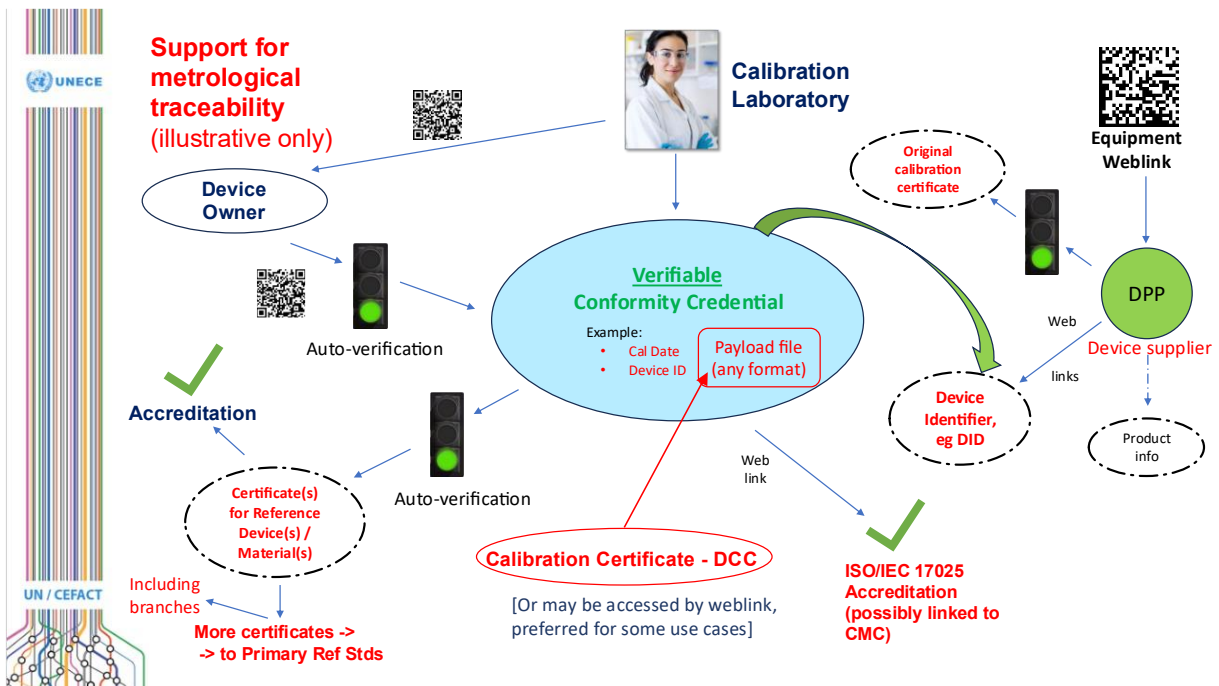 UNECE
Support for
metrological
traceability
(illustrative only)
Calibration
Laboratory
Equipment
Weblink
Original
calibration
certificate
Device
Owner
Verifiable
Conformity Credential
Example:
• Cal Date
• Device ID
Payload file
(any format)
DPP
Device supplier
Web
links
Auto-verification
Device
Identifier,
eg DID
Product
info
Accreditation
Auto-verification
Web
link
Certificate(s)
for Reference
Device(s) /
Material(s)
Calibration Certificate - DCC
[Or may be accessed by weblink,
preferred for some use cases]
ISO/IEC 17025
Accreditation
(possibly linked to
CMC)
Including
branches
More certificates ->
-> to Primary Ref Stds
UN / CEFACT